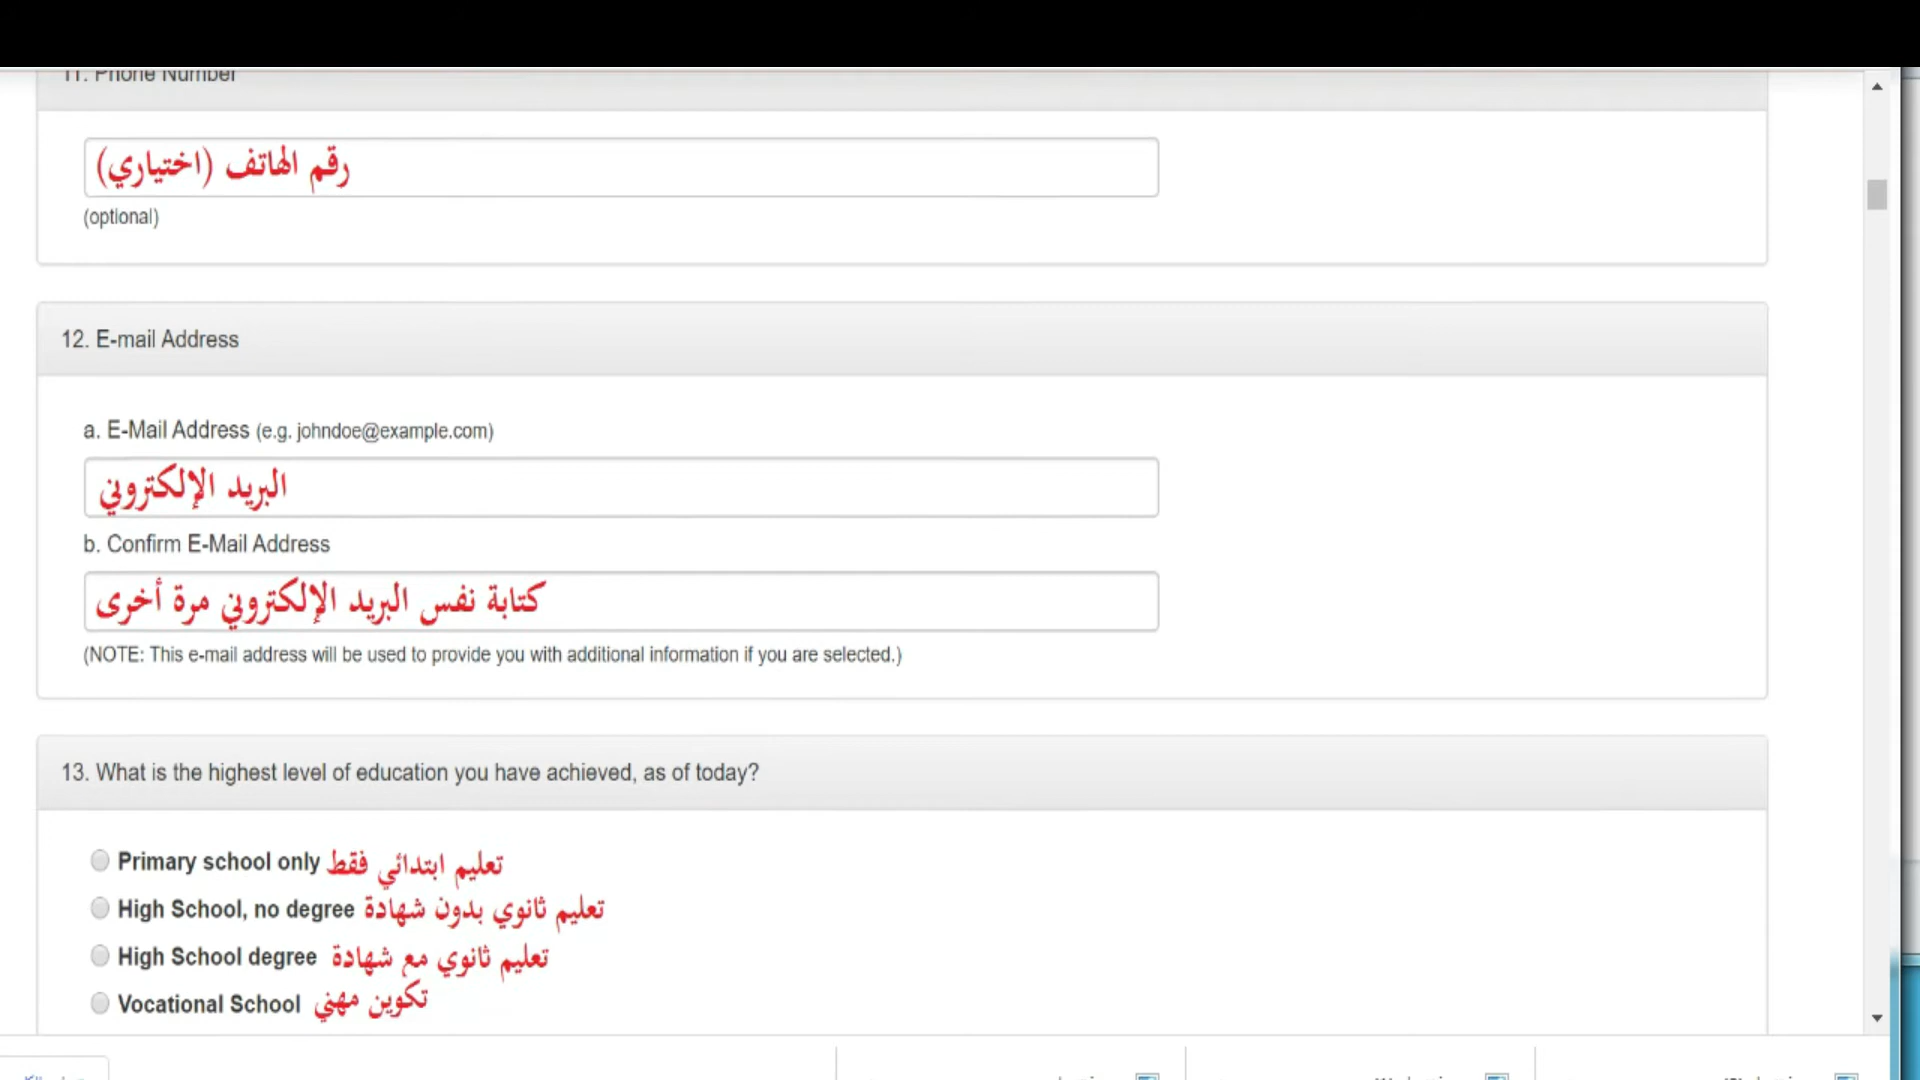 11. Phone Number
رقم الهاتف (اختياري)
(optional)
12. E-mail Address
a. E-Mail Address (e.g. johndoe@example.com)
البريد الإلكتروني
b. Confirm E-Mail Address
كتابة نفس البريد الإلكتروني مرة أخرى
(NOTE: This e-mail address will be used to provide you with additional information if you are selected.)
13. What is the highest level of education you have achieved, as of today?
Primary school only تعليم ابتدائي فقط
High School, no degree تعليم ثانوي بدون شهادة
High School degree تعليم ثانوي مع شهادة
Vocational School تكوين مهني